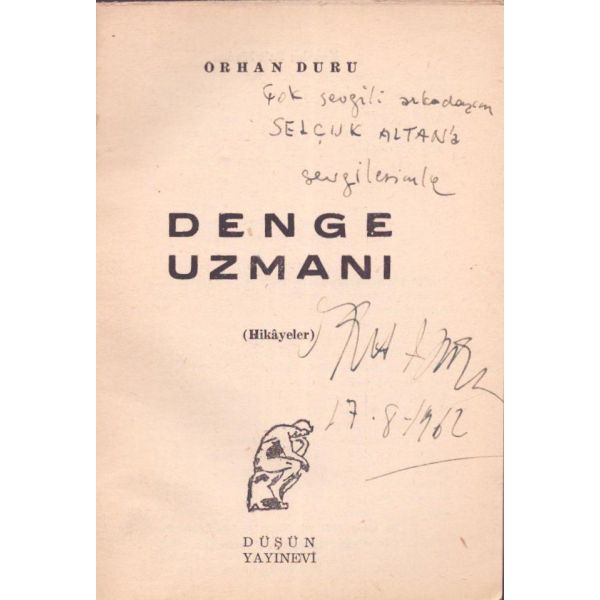 ORHAN DURU
Çok sevgili arkadaşım
SELÇUK ALTAN'a
sevgilerimle
DENGE
UZMANI
(Hikâyeler)
17.8.1962
DÜŞÜN
YAYINEVİ